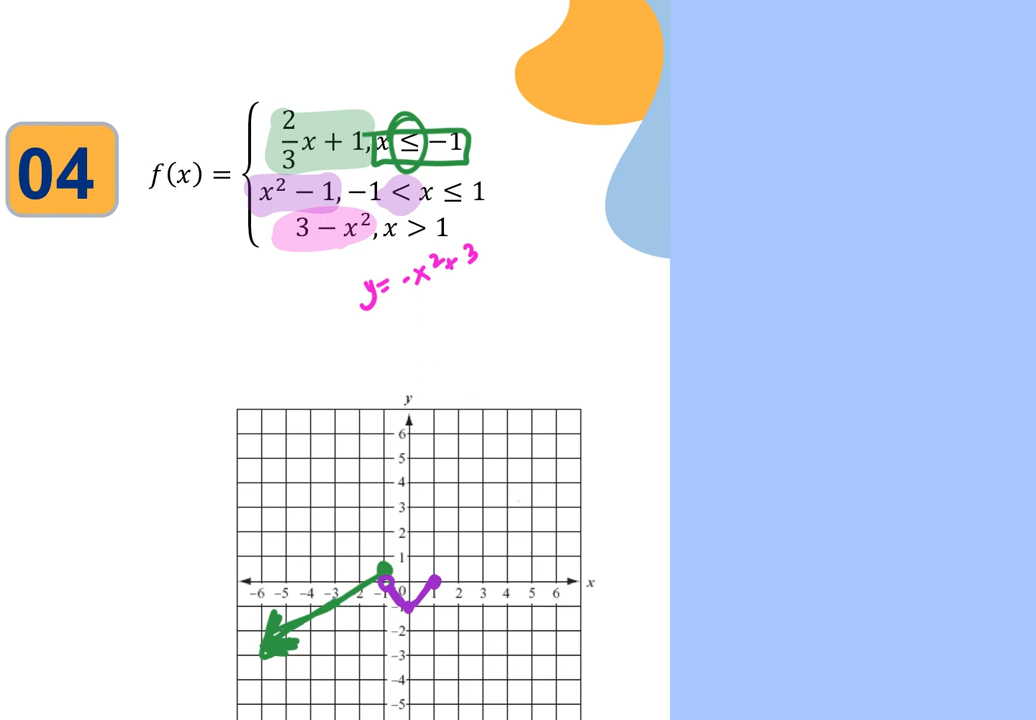 04
f(x) = { 2/3 x + 1, x ≤ −1
x² − 1, −1 < x ≤ 1
3 − x², x > 1
y = -x² + 3
y
6
5
4
3
2
1
−6 −5 −4 −3 −2 −1 0 1 2 3 4 5 6 x
−1
−2
−3
−4
−5